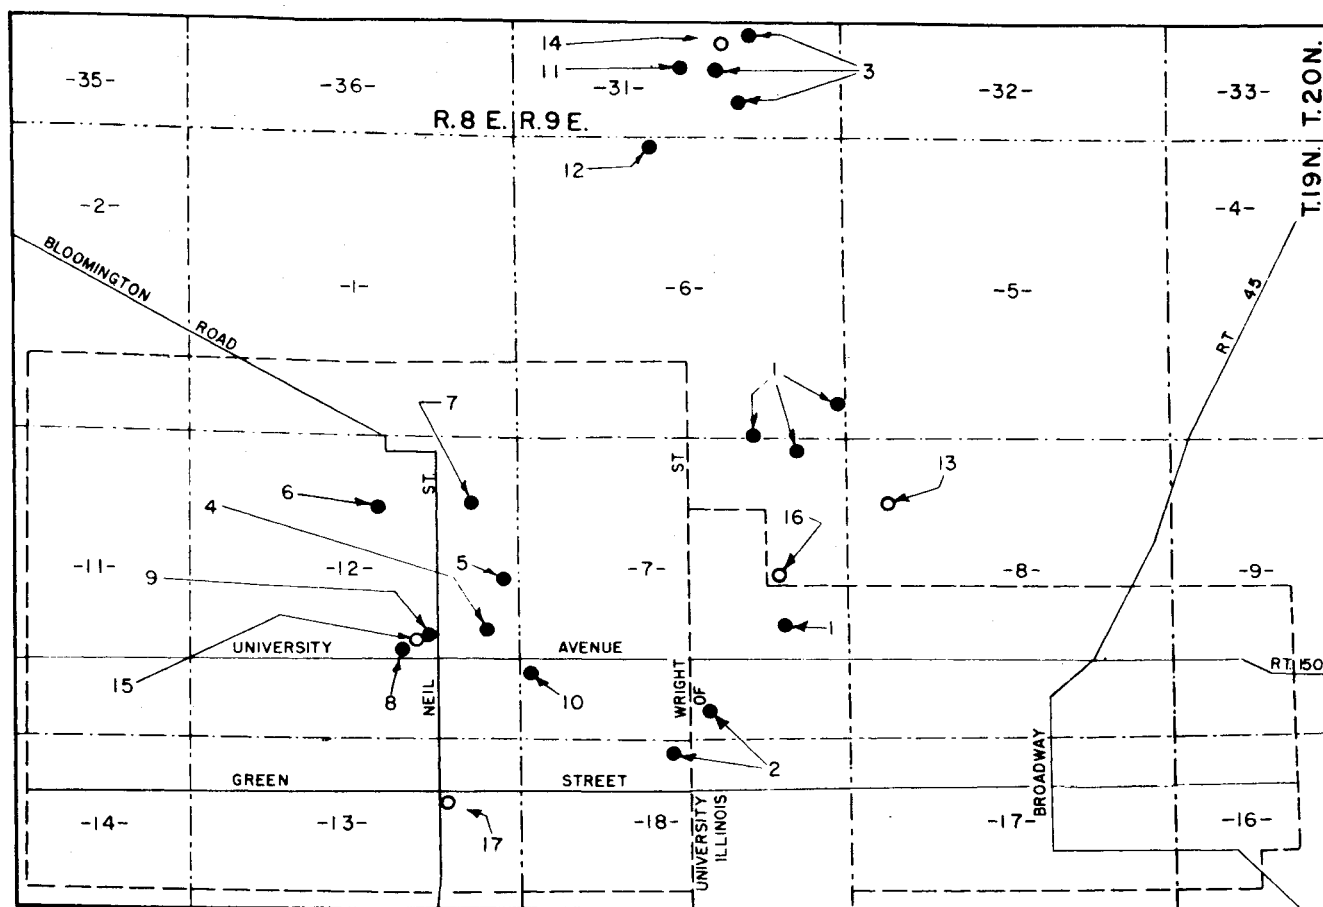 14
11
3
-35-
-36-
-31-
-32-
-33-
T.20N.
R.8 E.
R.9 E.
12
T.19N.
-2-
-4-
BLOOMINGTON
ROAD
-1-
-6-
-5-
RT 45
7
1
ST.
ST
6
4
16
13
5
-11-
-12-
9
-7-
-8-
-9-
1
UNIVERSITY
AVENUE
RT. 150
15
8
NEIL
10
WRIGHT
OF
2
BROADWAY
GREEN
STREET
-14-
-13-
17
-18-
UNIVERSITY
ILLINOIS
-17-
-16-